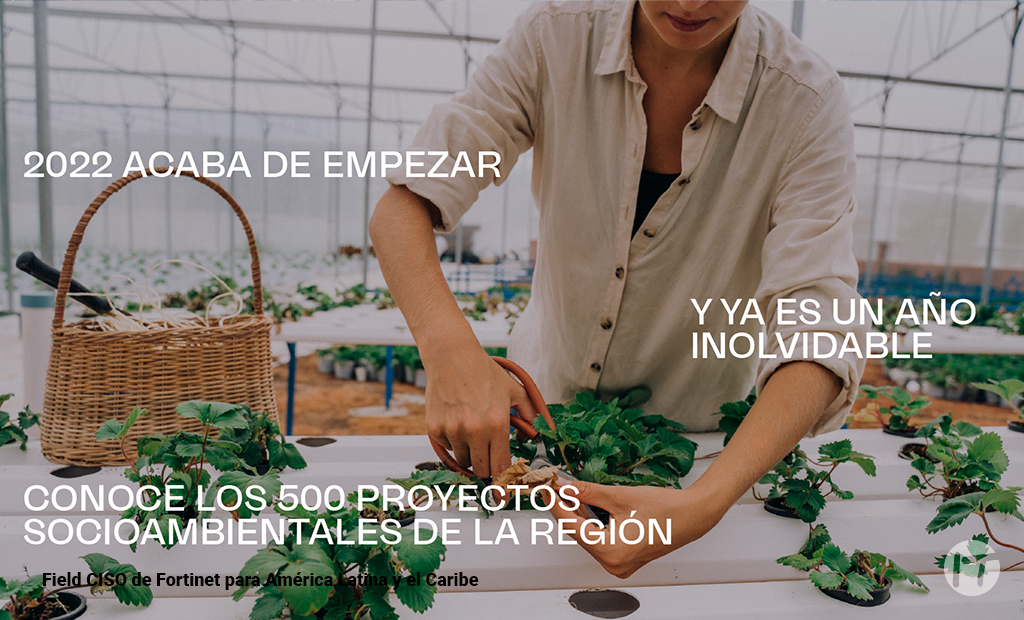 2022 ACABA DE EMPEZAR
Y YA ES UN AÑO
INOLVIDABLE
CONOCE LOS 500 PROYECTOS
SOCIOAMBIENTALES DE LA REGIÓN
Field CISO de Fortinet para América Latina y el Caribe